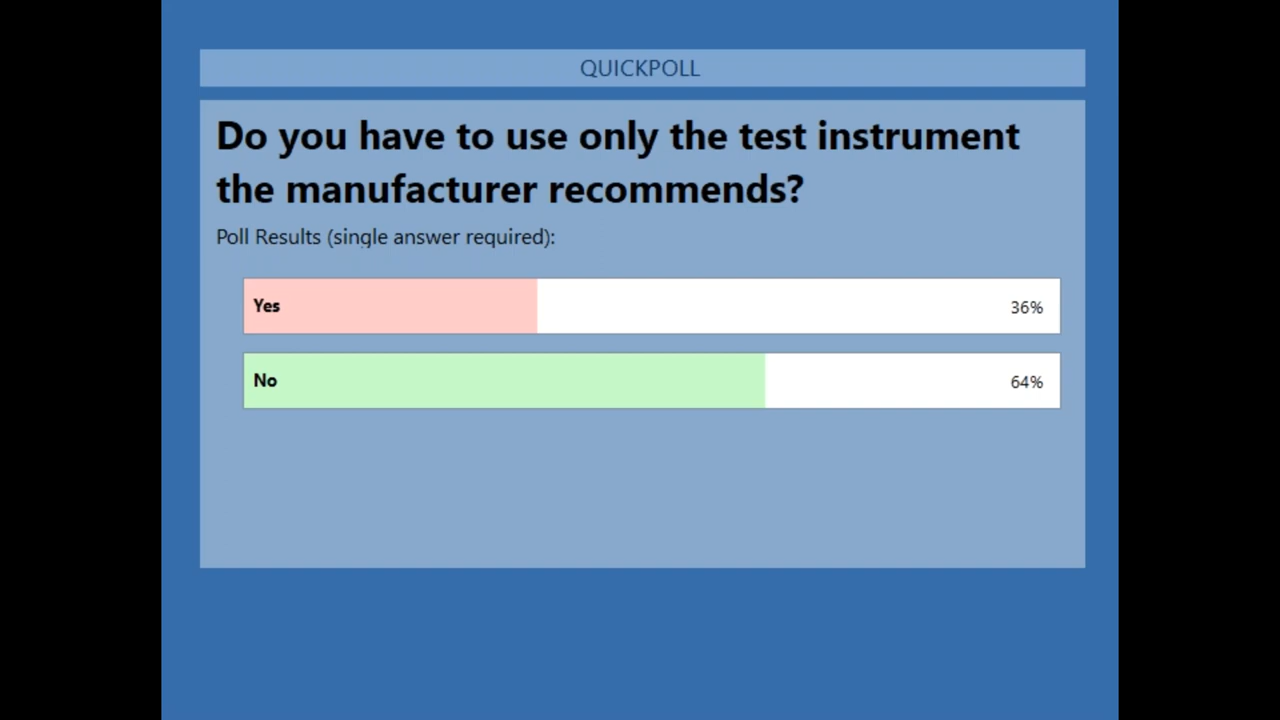 QUICKPOLL
Do you have to use only the test instrument
the manufacturer recommends?
Poll Results (single answer required):
Yes 36%
No 64%